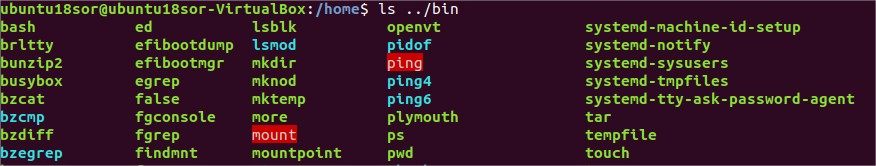 ubuntu18sor@ubuntu18sor-VirtualBox:/home$ ls ../bin
bash ed lsblk openvt systemd-machine-id-setup
brltty efibootdump lsmod pidof systemd-notify
bunzip2 efibootmgr mkdir ping systemd-sysusers
busybox egrep mknod ping4 systemd-tmpfiles
bzcat false mktemp ping6 systemd-tty-ask-password-agent
bzcmp fgconsole more plymouth tar
bzdiff fgrep mount ps tempfile
bzegrep findmnt mountpoint pwd touch